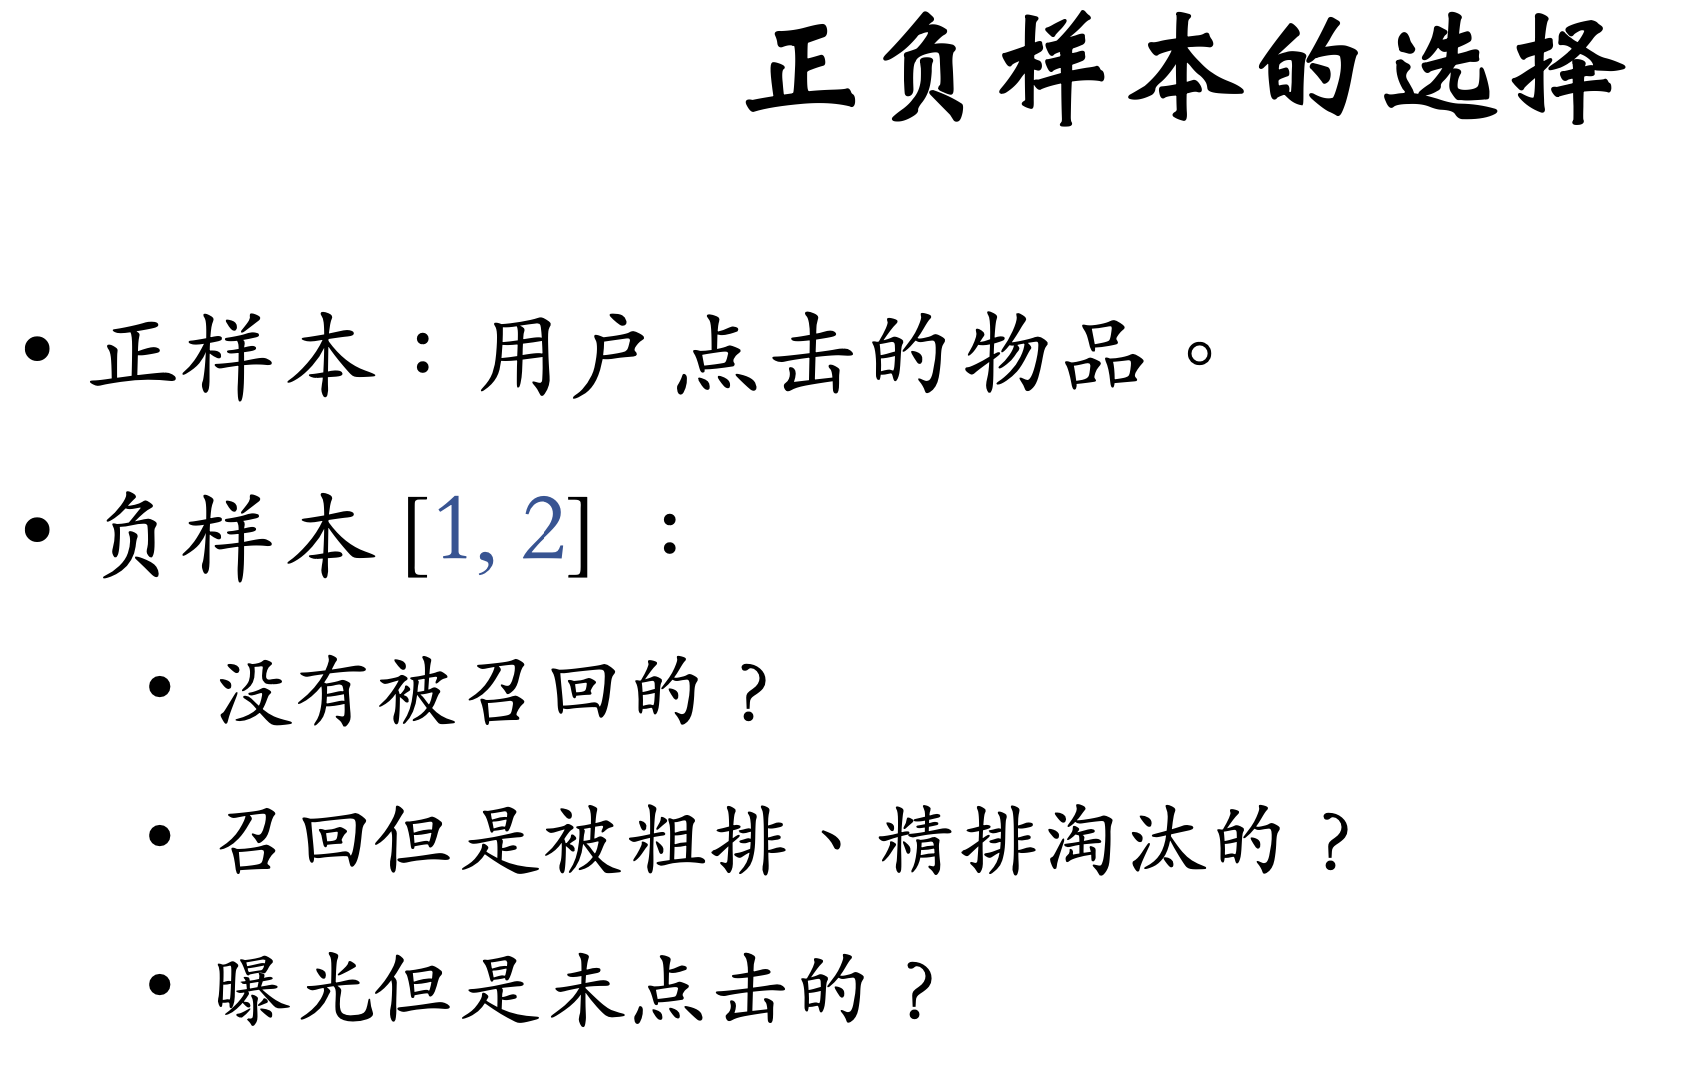 正负样本的选择
• 正样本：用户点击的物品。
• 负样本 [1, 2] ：
• 没有被召回的？
• 召回但是被粗排、精排淘汰的？
• 曝光但是未点击的？